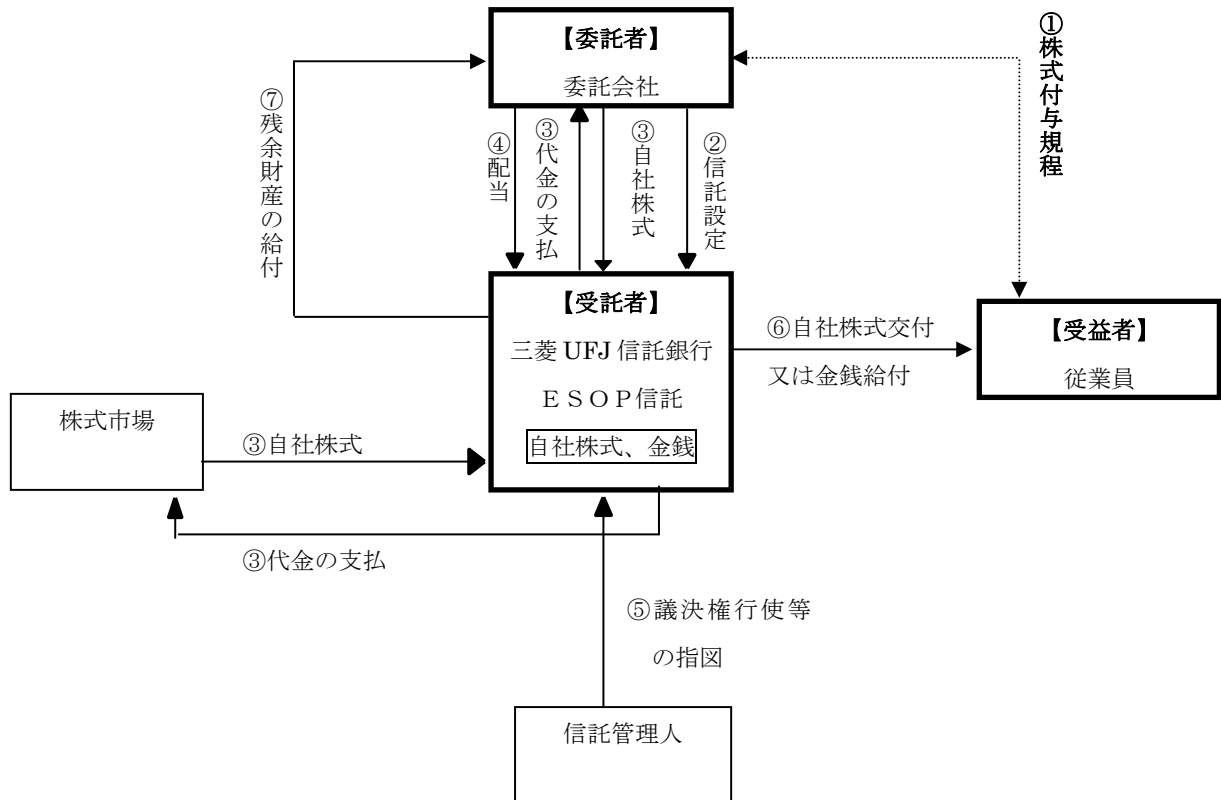 【委託者】
委託会社
①株式付与規程
⑦残余財産の給付
④配当
③代金の支払
③自社株式
②信託設定
【受託者】
三菱 UFJ 信託銀行
ＥＳＯＰ信託
自社株式、金銭
⑥自社株式交付
又は金銭給付
【受益者】
従業員
株式市場
③自社株式
③代金の支払
⑤議決権行使等
の指図
信託管理人